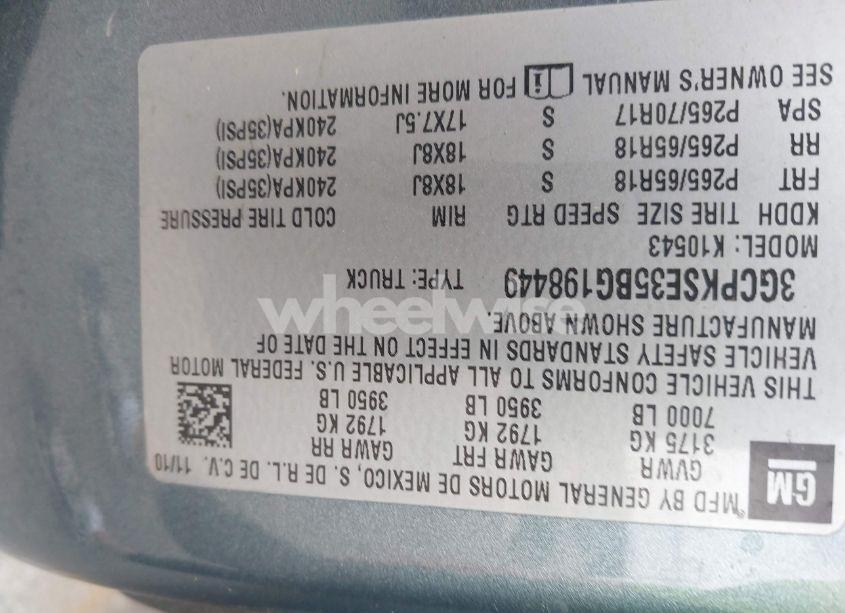 GM
*MFD BY GENERAL MOTORS DE MEXICO, S. DE R.L. DE C.V. 11/10
GVWR GAWR FRT GAWR RR
3175 KG 1792 KG 1792 KG
7000 LB 3950 LB 3950 LB
THIS VEHICLE CONFORMS TO ALL APPLICABLE U.S. FEDERAL MOTOR
VEHICLE SAFETY STANDARDS IN EFFECT ON THE DATE OF
MANUFACTURE SHOWN ABOVE.
3GCPKSE35BG198449 TYPE: TRUCK
MODEL: K10543
KDDH TIRE SIZE SPEED RTG RIM COLD TIRE PRESSURE
FRT P265/65R18 S 18X8J 240KPA(35PSI)
RR P265/65R18 S 18X8J 240KPA(35PSI)
SPA P265/70R17 S 17X7.5J 240KPA(35PSI)
SEE OWNER'S MANUAL FOR MORE INFORMATION.
wheelwise